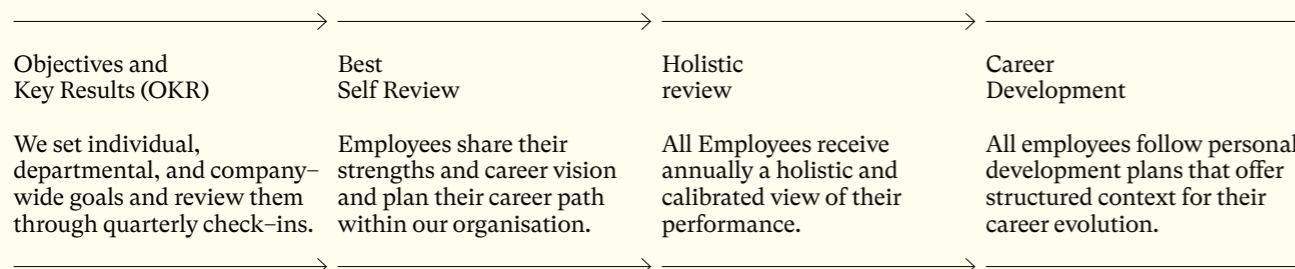 Objectives and
Key Results (OKR)
We set individual,
departmental, and company–
wide goals and review them
through quarterly check–ins.
Best
Self Review
Employees share their
strengths and career vision
and plan their career path
within our organisation.
Holistic
review
All Employees receive
annually a holistic and
calibrated view of their
performance.
Career
Development
All employees follow personal
development plans that offer
structured context for their
career evolution.